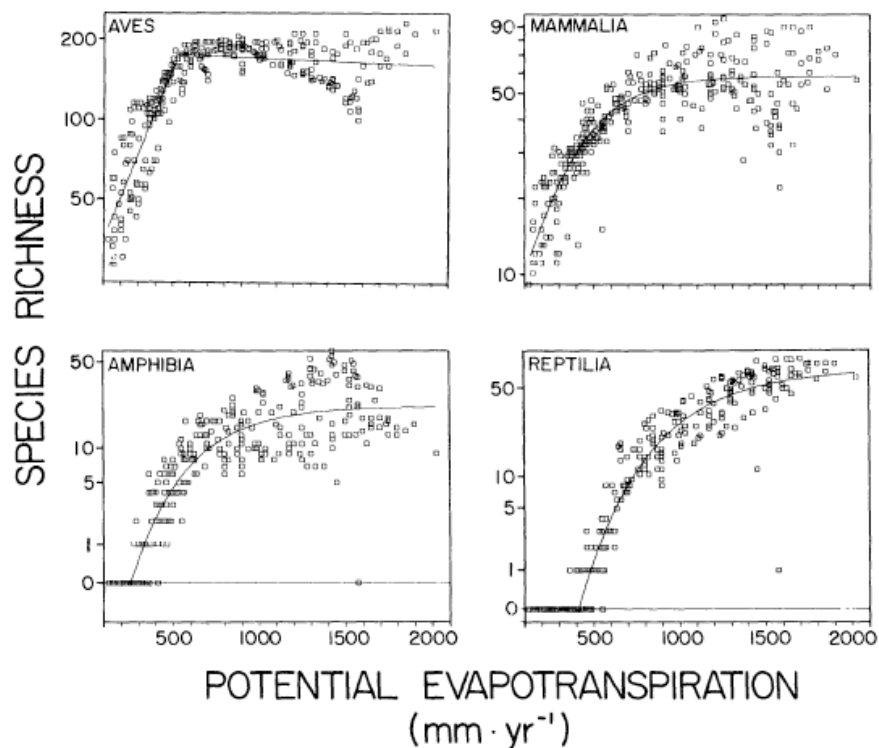 AVES
200
100
50
MAMMALIA
90
50
10
AMPHIBIA
50
10
5
1
0
500 1000 1500 2000
REPTILIA
50
10
5
1
0
500 1000 1500 2000
SPECIES RICHNESS
POTENTIAL EVAPOTRANSPIRATION
(mm · yr⁻¹)